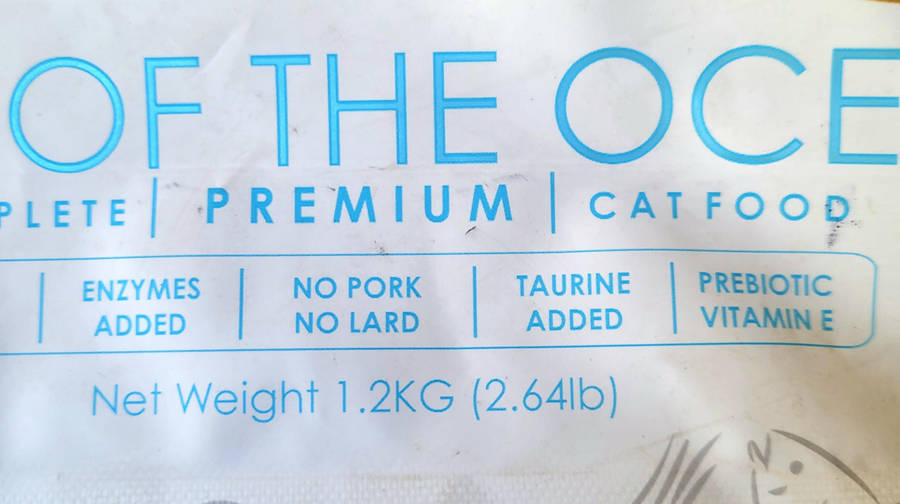 OF THE OCE
PLETE | PREMIUM | CAT FOOD
ENZYMES ADDED | NO PORK NO LARD | TAURINE ADDED | PREBIOTIC VITAMIN E
Net Weight 1.2KG (2.64lb)